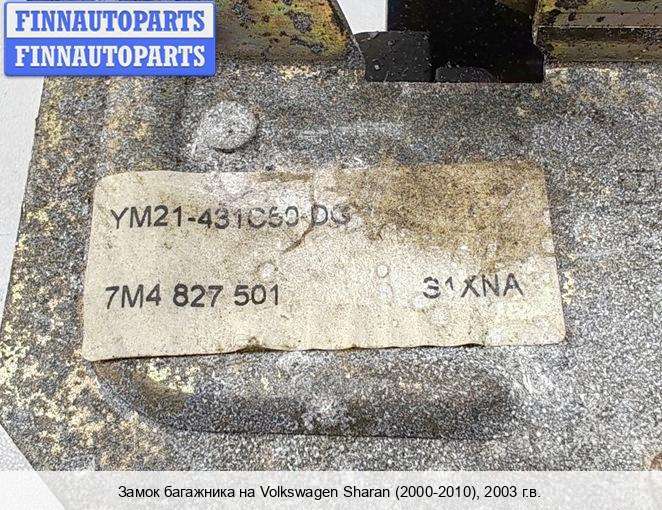 FINNAUTOPARTS
FINNAUTOPARTS
YM21-431C50-DG
7M4 827 501 31XNA
Замок багажника на Volkswagen Sharan (2000-2010), 2003 г.в.